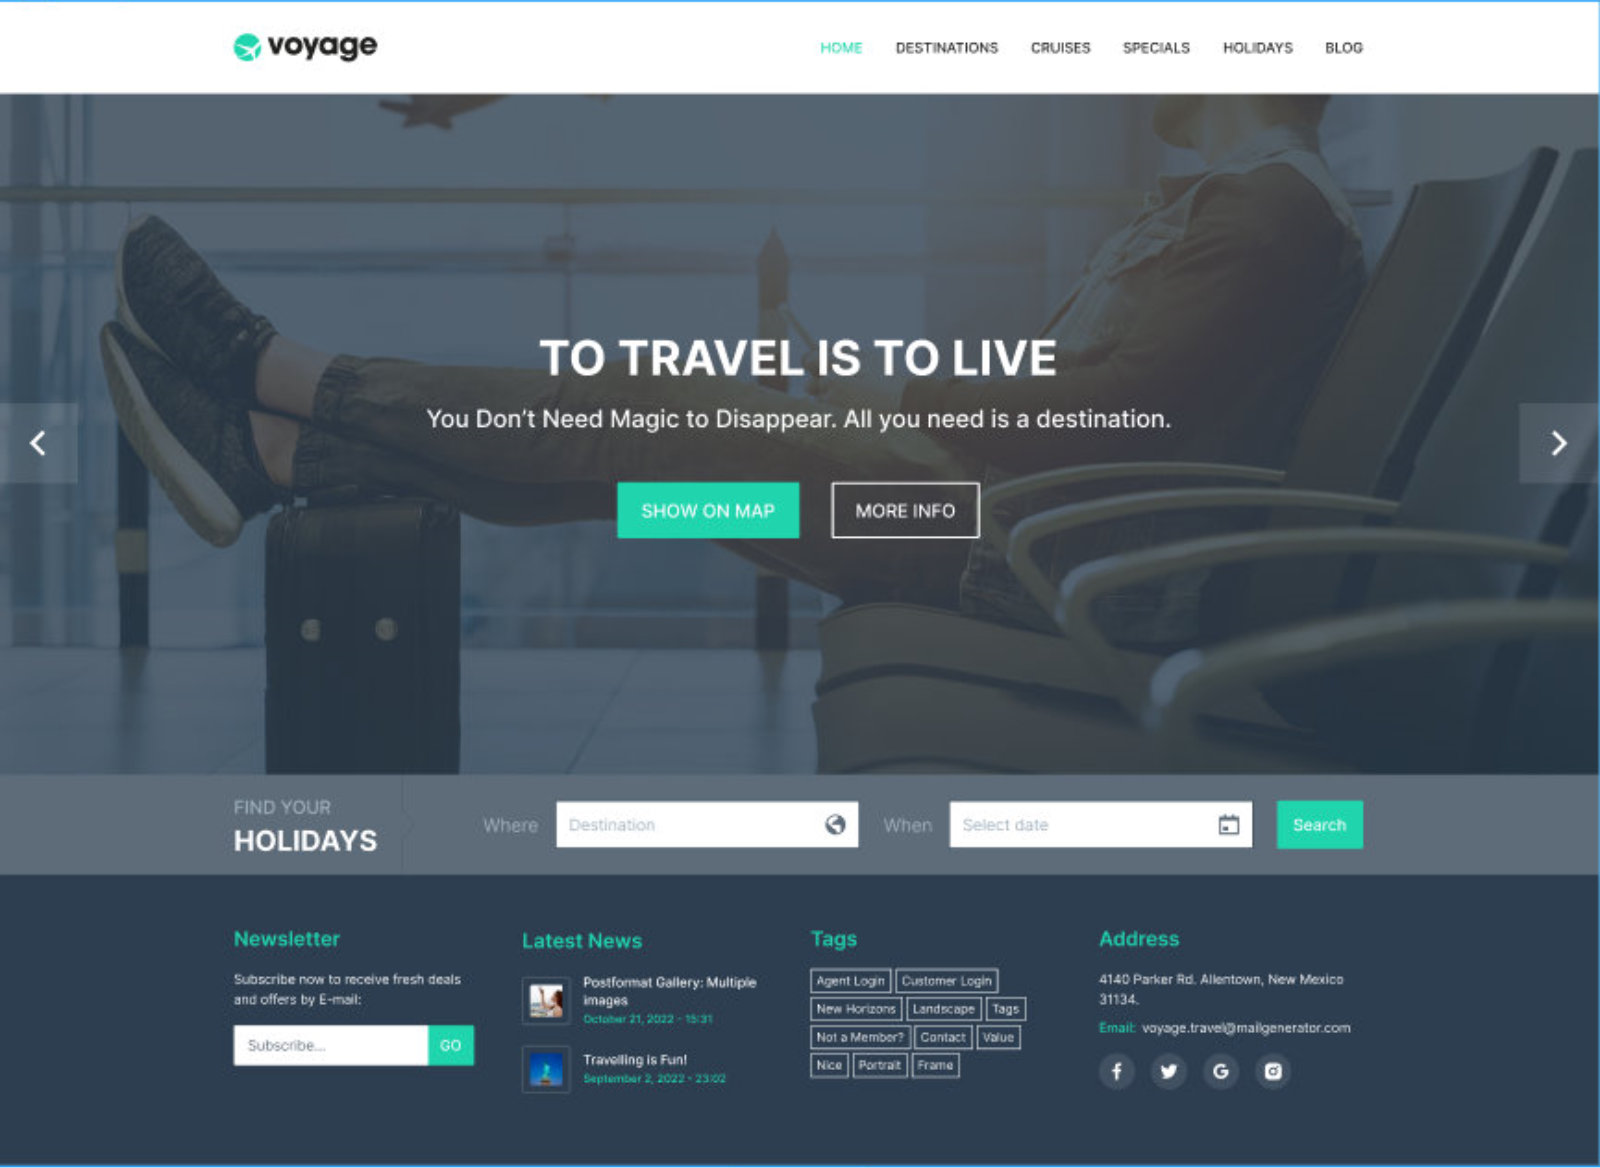 voyage
HOME DESTINATIONS CRUISES SPECIALS HOLIDAYS BLOG
TO TRAVEL IS TO LIVE
You Don't Need Magic to Disappear. All you need is a destination.
SHOW ON MAP MORE INFO
FIND YOUR
HOLIDAYS
Where Destination When Select date Search
Newsletter
Subscribe now to receive fresh deals
and offers by E-mail:
Subscribe... GO
Latest News
Postformat Gallery: Multiple
images
October 21, 2022 - 15:31
Travelling is Fun!
September 2, 2022 - 23:02
Tags
Agent Login Customer Login
New Horizons Landscape Tags
Not a Member? Contact Value
Nice Portrait Frame
Address
4140 Parker Rd. Allentown, New Mexico
31134.
Email: voyage.travel@mailgenerator.com